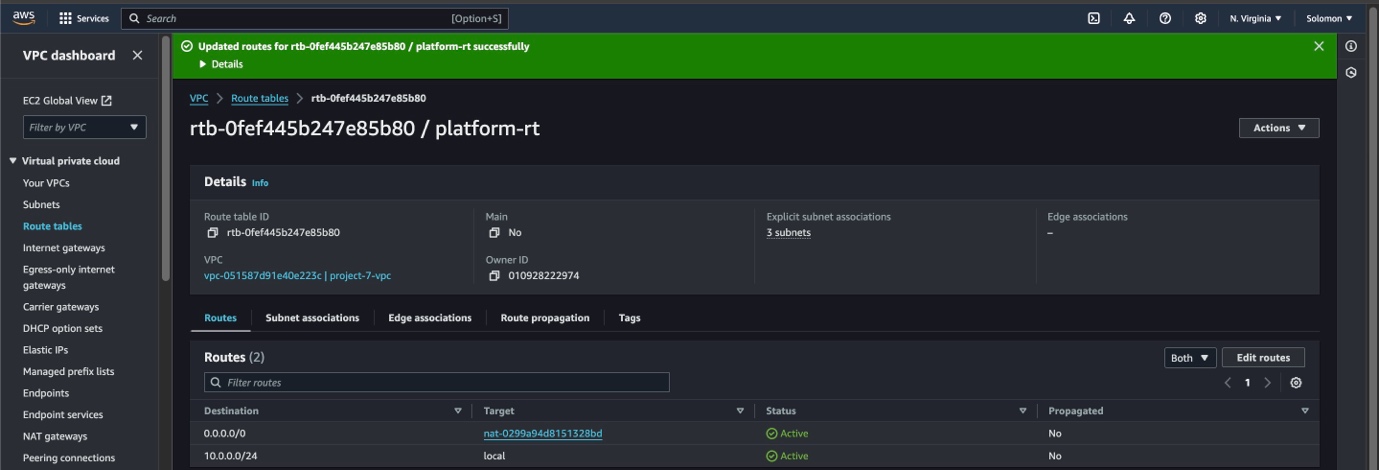 aws Services Search [Option+S] N. Virginia ▼ Solomon ▼
VPC dashboard
EC2 Global View
Filter by VPC
Virtual private cloud
Your VPCs
Subnets
Route tables
Internet gateways
Egress-only internet
gateways
Carrier gateways
DHCP option sets
Elastic IPs
Managed prefix lists
Endpoints
Endpoint services
NAT gateways
Peering connections
Updated routes for rtb-0fef445b247e85b80 / platform-rt successfully
Details
VPC > Route tables > rtb-0fef445b247e85b80
rtb-0fef445b247e85b80 / platform-rt
Actions
Details Info
Route table ID
rtb-0fef445b247e85b80
Main
No
Explicit subnet associations
3 subnets
Edge associations
–
VPC
vpc-051587d91e40e223c | project-7-vpc
Owner ID
010928222974
Routes Subnet associations Edge associations Route propagation Tags
Routes (2)
Both Edit routes
Filter routes
1
Destination Target Status Propagated
0.0.0.0/0 nat-0299a94d8151328bd Active No
10.0.0.0/24 local Active No